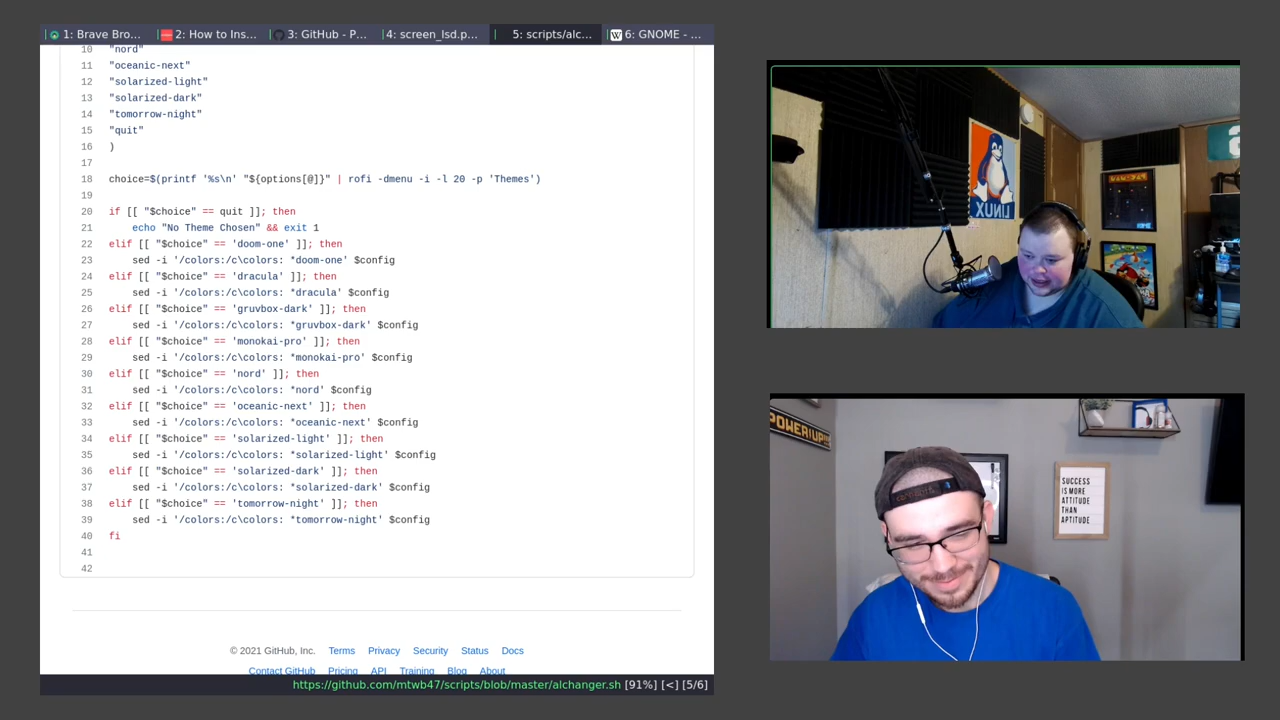 1: Brave Bro... 2: How to Ins... 3: GitHub - P... 4: screen_lsd.p... 5: scripts/alc... 6: GNOME - ...
10 "nord"
11 "oceanic-next"
12 "solarized-light"
13 "solarized-dark"
14 "tomorrow-night"
15 "quit"
16 )
17
18 choice=$(printf '%s\n' "${options[@]}" | rofi -dmenu -i -l 20 -p 'Themes')
19
20 if [[ "$choice" == quit ]]; then
21 echo "No Theme Chosen" && exit 1
22 elif [[ "$choice" == 'doom-one' ]]; then
23 sed -i '/colors:/c\colors: *doom-one' $config
24 elif [[ "$choice" == 'dracula' ]]; then
25 sed -i '/colors:/c\colors: *dracula' $config
26 elif [[ "$choice" == 'gruvbox-dark' ]]; then
27 sed -i '/colors:/c\colors: *gruvbox-dark' $config
28 elif [[ "$choice" == 'monokai-pro' ]]; then
29 sed -i '/colors:/c\colors: *monokai-pro' $config
30 elif [[ "$choice" == 'nord' ]]; then
31 sed -i '/colors:/c\colors: *nord' $config
32 elif [[ "$choice" == 'oceanic-next' ]]; then
33 sed -i '/colors:/c\colors: *oceanic-next' $config
34 elif [[ "$choice" == 'solarized-light' ]]; then
35 sed -i '/colors:/c\colors: *solarized-light' $config
36 elif [[ "$choice" == 'solarized-dark' ]]; then
37 sed -i '/colors:/c\colors: *solarized-dark' $config
38 elif [[ "$choice" == 'tomorrow-night' ]]; then
39 sed -i '/colors:/c\colors: *tomorrow-night' $config
40 fi
41
42
© 2021 GitHub, Inc. Terms Privacy Security Status Docs
Contact GitHub Pricing API Training Blog About
https://github.com/mtwb47/scripts/blob/master/alchanger.sh [91%] [<] [5/6]
LINUX
POWER UP!!
SUCCESS
IS MORE
ATTITUDE
THAN
APTITUDE